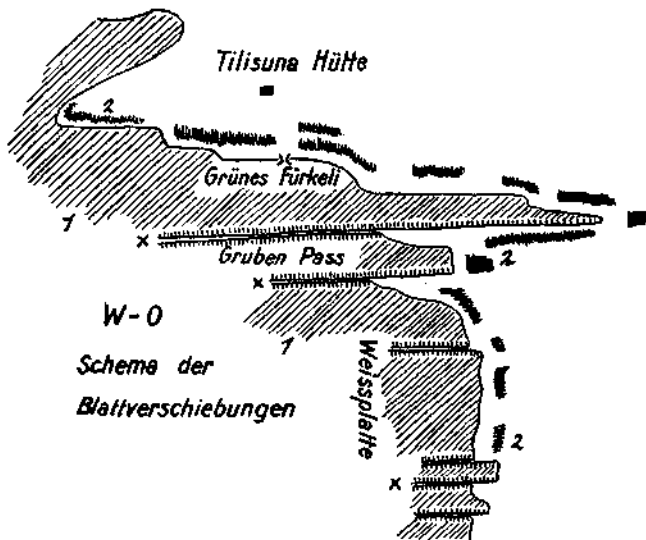 Tilisuna Hütte
2
Grünes Fürkeli
1
x
Gruben Pass
2
x
W-O
1
Schema der
Blattverschiebungen
Weissplatte
2
x